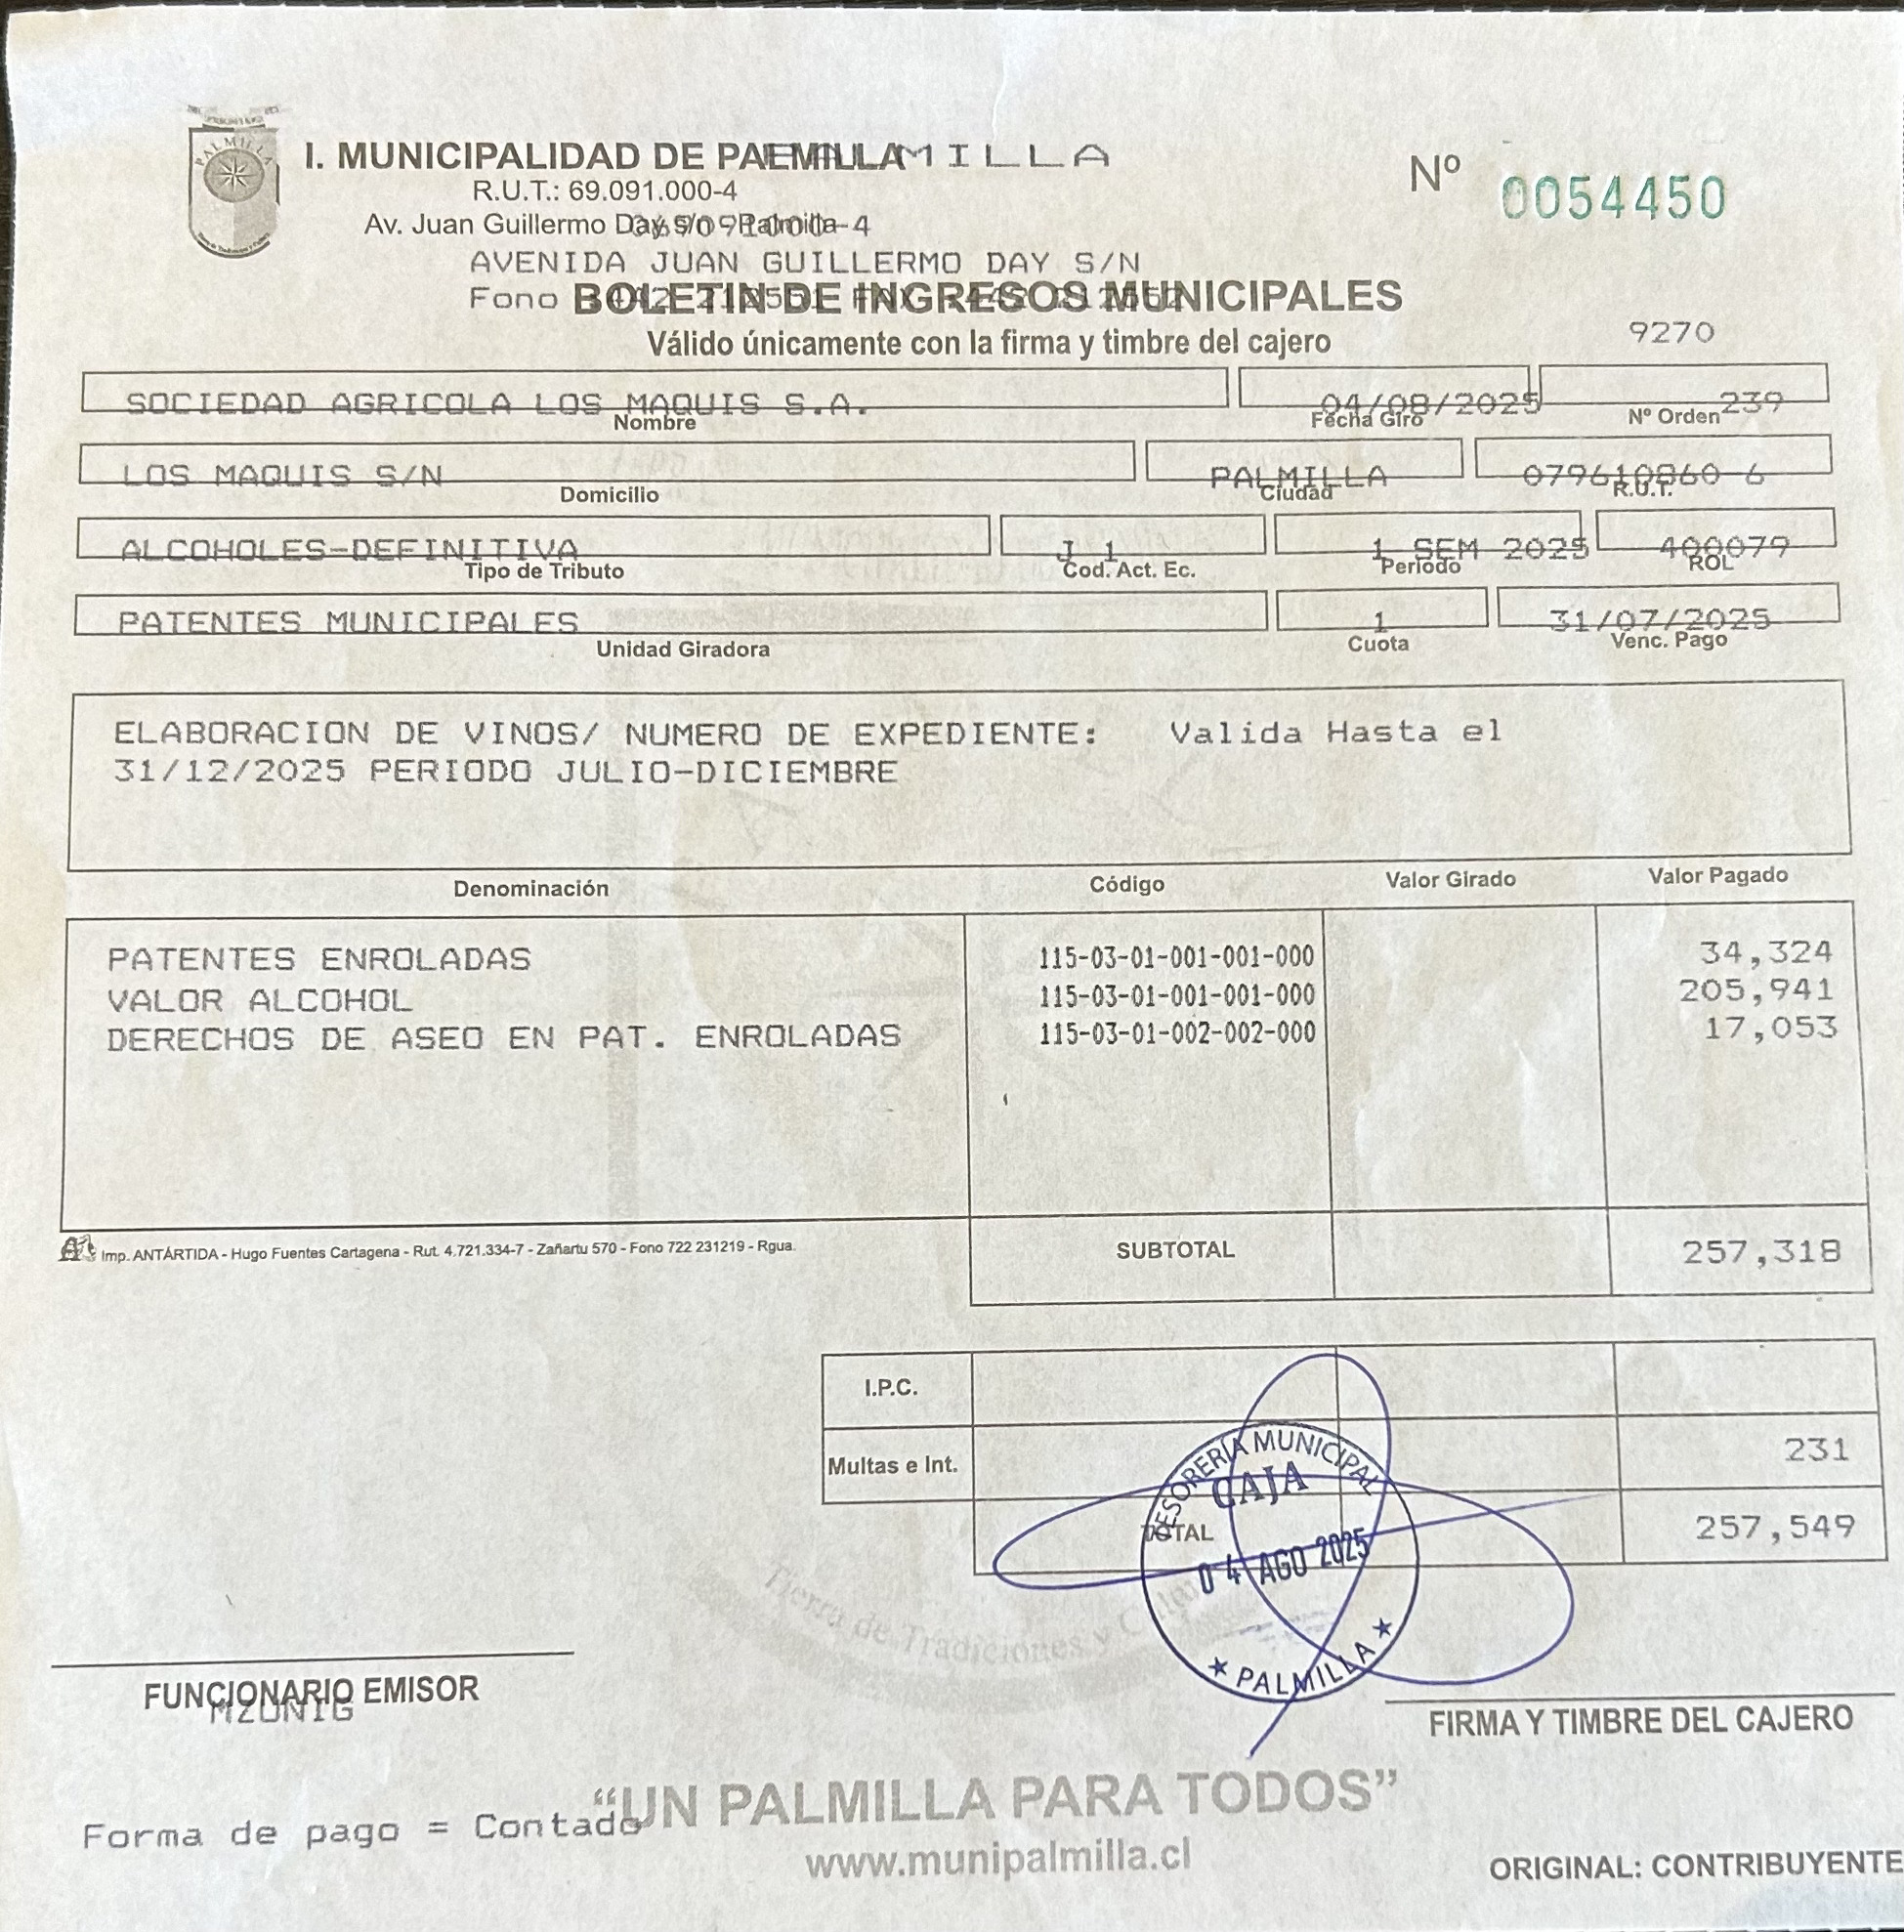 PALMILLA
I. MUNICIPALIDAD DE PALMILLA
R.U.T.: 69.091.000-4
Nº 0054450
Av. Juan Guillermo Day s/n - Palmilla
069091000-4
AVENIDA JUAN GUILLERMO DAY S/N
Fono
BOLETIN DE INGRESOS MUNICIPALES
Válido únicamente con la firma y timbre del cajero
9270
SOCIEDAD AGRICOLA LOS MAQUIS S.A. 04/08/2025 239
Nombre Fecha Giro Nº Orden
LOS MAQUIS S/N PALMILLA 079610860-6
Domicilio Ciudad R.U.T.
ALCOHOLES-DEFINITIVA J 1 1 SEM 2025 400079
Tipo de Tributo Cod. Act. Ec. Período ROL
PATENTES MUNICIPALES 1 31/07/2025
Unidad Giradora Cuota Venc. Pago
ELABORACION DE VINOS/ NUMERO DE EXPEDIENTE: Valida Hasta el
31/12/2025 PERIODO JULIO-DICIEMBRE
Denominación Código Valor Girado Valor Pagado
PATENTES ENROLADAS 115-03-01-001-001-000 34,324
VALOR ALCOHOL 115-03-01-001-001-000 205,941
DERECHOS DE ASEO EN PAT. ENROLADAS 115-03-01-002-002-000 17,053
Imp. ANTÁRTIDA - Hugo Fuentes Cartagena - Rut. 4.721.334-7 - Zañartu 570 - Fono 722 231219 - Rgua.
SUBTOTAL 257,318
I.P.C.
Multas e Int. 231
TOTAL 257,549
TESORERÍA MUNICIPAL
CAJA
04 AGO 2025
★ PALMILLA ★
Tierra de Tradiciones y
FUNCIONARIO EMISOR
MZUNIG
FIRMA Y TIMBRE DEL CAJERO
"UN PALMILLA PARA TODOS"
Forma de pago = Contado
www.munipalmilla.cl
ORIGINAL: CONTRIBUYENTE